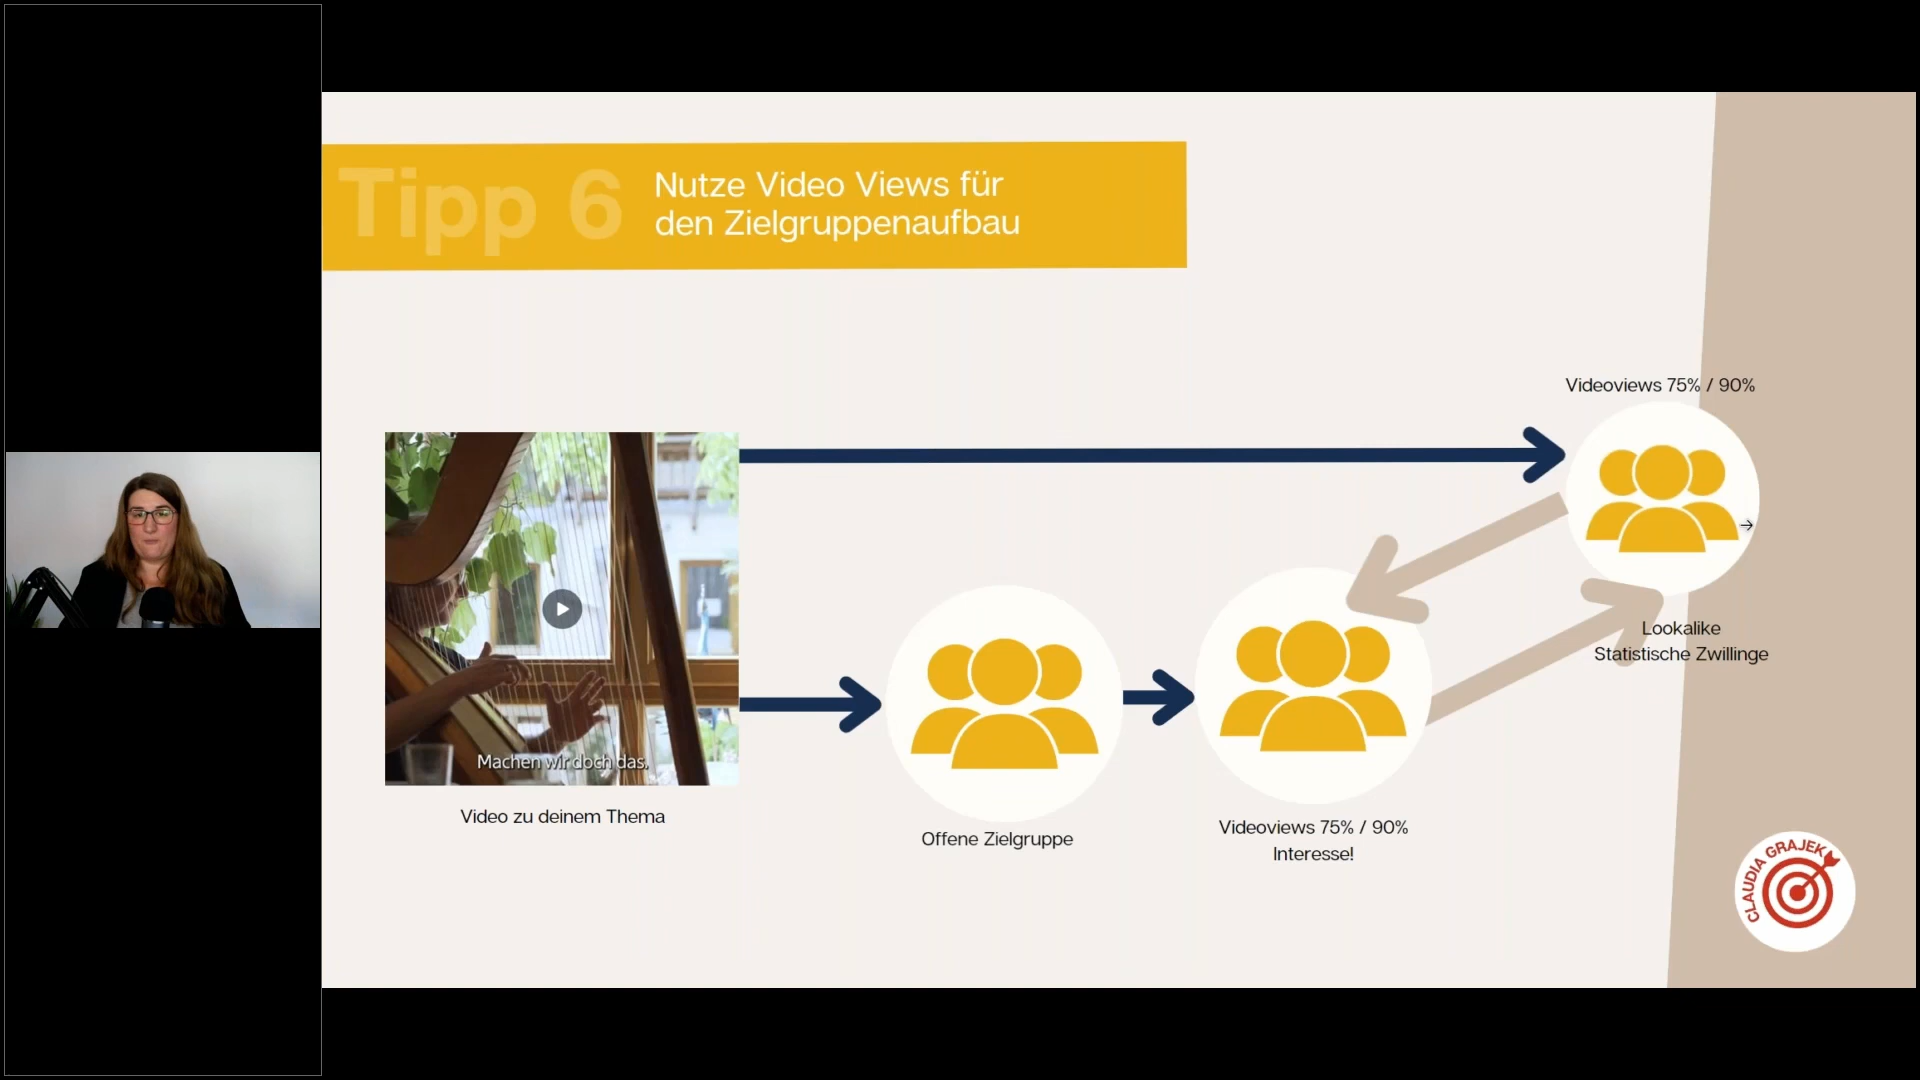 Tipp 6
Nutze Video Views für
den Zielgruppenaufbau
Videoviews 75% / 90%
Lookalike
Statistische Zwillinge
Machen wir doch das,
Video zu deinem Thema
Offene Zielgruppe
Videoviews 75% / 90%
Interesse!
CLAUDIA GRAJEK